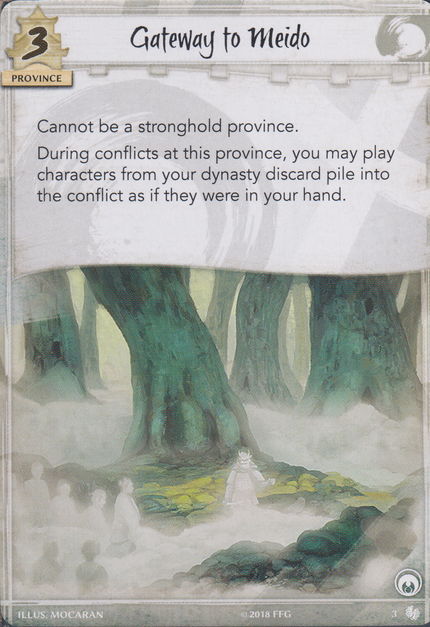 3
Gateway to Meido
PROVINCE
Cannot be a stronghold province.
During conflicts at this province, you may play
characters from your dynasty discard pile into
the conflict as if they were in your hand.
ILLUS. MOCARAN
©2018 FFG
3